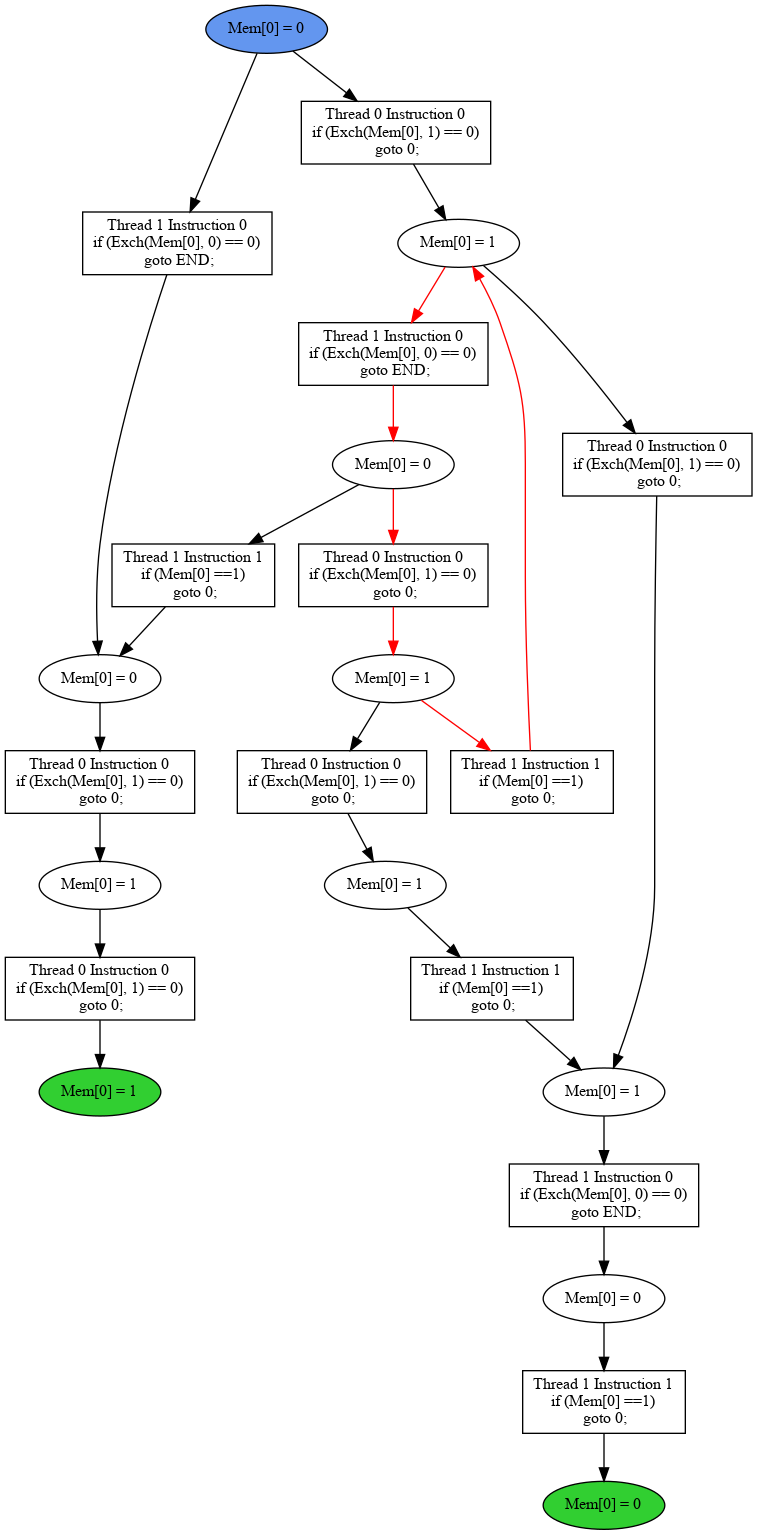 Mem[0] = 0
Thread 0 Instruction 0
if (Exch(Mem[0], 1) == 0)
goto 0;
Thread 1 Instruction 0
if (Exch(Mem[0], 0) == 0)
goto END;
Mem[0] = 1
Thread 1 Instruction 0
if (Exch(Mem[0], 0) == 0)
goto END;
Thread 0 Instruction 0
if (Exch(Mem[0], 1) == 0)
goto 0;
Mem[0] = 0
Thread 1 Instruction 1
if (Mem[0] ==1)
goto 0;
Thread 0 Instruction 0
if (Exch(Mem[0], 1) == 0)
goto 0;
Mem[0] = 0
Mem[0] = 1
Thread 0 Instruction 0
if (Exch(Mem[0], 1) == 0)
goto 0;
Thread 0 Instruction 0
if (Exch(Mem[0], 1) == 0)
goto 0;
Thread 1 Instruction 1
if (Mem[0] ==1)
goto 0;
Mem[0] = 1
Mem[0] = 1
Thread 0 Instruction 0
if (Exch(Mem[0], 1) == 0)
goto 0;
Thread 1 Instruction 1
if (Mem[0] ==1)
goto 0;
Mem[0] = 1
Mem[0] = 1
Thread 1 Instruction 0
if (Exch(Mem[0], 0) == 0)
goto END;
Mem[0] = 0
Thread 1 Instruction 1
if (Mem[0] ==1)
goto 0;
Mem[0] = 0